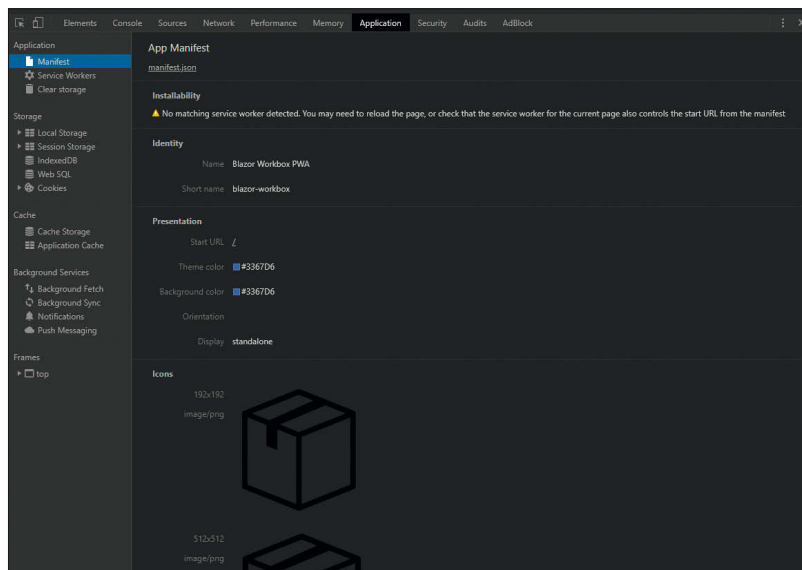 Elements Console Sources Network Performance Memory Application Security Audits AdBlock
Application
Manifest
Service Workers
Clear storage
Storage
Local Storage
Session Storage
IndexedDB
Web SQL
Cookies
Cache
Cache Storage
Application Cache
Background Services
Background Fetch
Background Sync
Notifications
Push Messaging
Frames
top
App Manifest
manifest.json
Installability
No matching service worker detected. You may need to reload the page, or check that the service worker for the current page also controls the start URL from the manifest
Identity
Name Blazor Workbox PWA
Short name blazor-workbox
Presentation
Start URL /
Theme color #3367D6
Background color #3367D6
Orientation
Display standalone
Icons
192x192
image/png
512x512
image/png